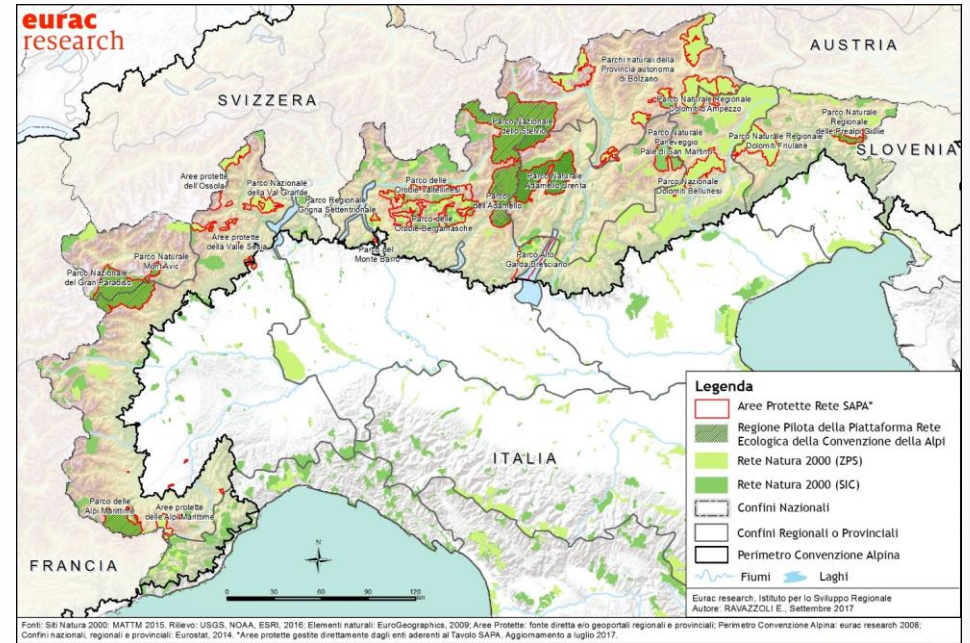 eurac
research
AUSTRIA
SVIZZERA
SLOVENIA
ITALIA
FRANCIA
Parchi naturali della
Provincia autonoma
di Bolzano
Parco Nazionale
dello Stelvio
Parco Naturale Regionale
Dolomiti d'Ampezzo
Parco Naturale
Regionale
delle Prealpi Giulie
Parco Naturale
Paneveggio
Pale di San Martino
Parco Naturale Regionale
Dolomiti Friulane
Parco Nazionale
Dolomiti Bellunesi
Parco Naturale
Adamello Brenta
Parco
dell'Adamello
Parco delle
Orobie Valtellinesi
Parco delle
Orobie Bergamasche
Aree protette
dell'Ossola
Parco Nazionale
della Val Grande
Parco Regionale
Grigna Settentrionale
Aree protette
della Valle Sesia
Parco del
Monte Barro
Parco Alto
Garda Bresciano
Parco Naturale
Mont Avic
Parco Nazionale
del Gran Paradiso
Parco delle
Alpi Marittime
Aree protette
delle Alpi Marittime
N
0 30 60 90 120
Legenda
Aree Protette Rete SAPA*
Regione Pilota della Piattaforma Rete
Ecologica della Convenzione della Alpi
Rete Natura 2000 (ZPS)
Rete Natura 2000 (SIC)
Confini Nazionali
Confini Regionali o Provinciali
Perimetro Convenzione Alpina
Fiumi Laghi
Eurac research, Istituto per lo Sviluppo Regionale
Autore: RAVAZZOLI E., Settembre 2017
Fonti: Siti Natura 2000: MATTM 2015. Rilievo: USGS, NOAA, ESRI, 2016; Elementi naturali: EuroGeographics, 2009; Aree Protette: fonte diretta e/o geoportali regionali e provinciali; Perimetro Convenzione Alpina: eurac research 2008;
Confini nazionali, regionali e provinciali: Eurostat, 2014. *Aree protette gestite direttamente dagli enti aderenti al Tavolo SAPA. Aggiornamento a luglio 2017.